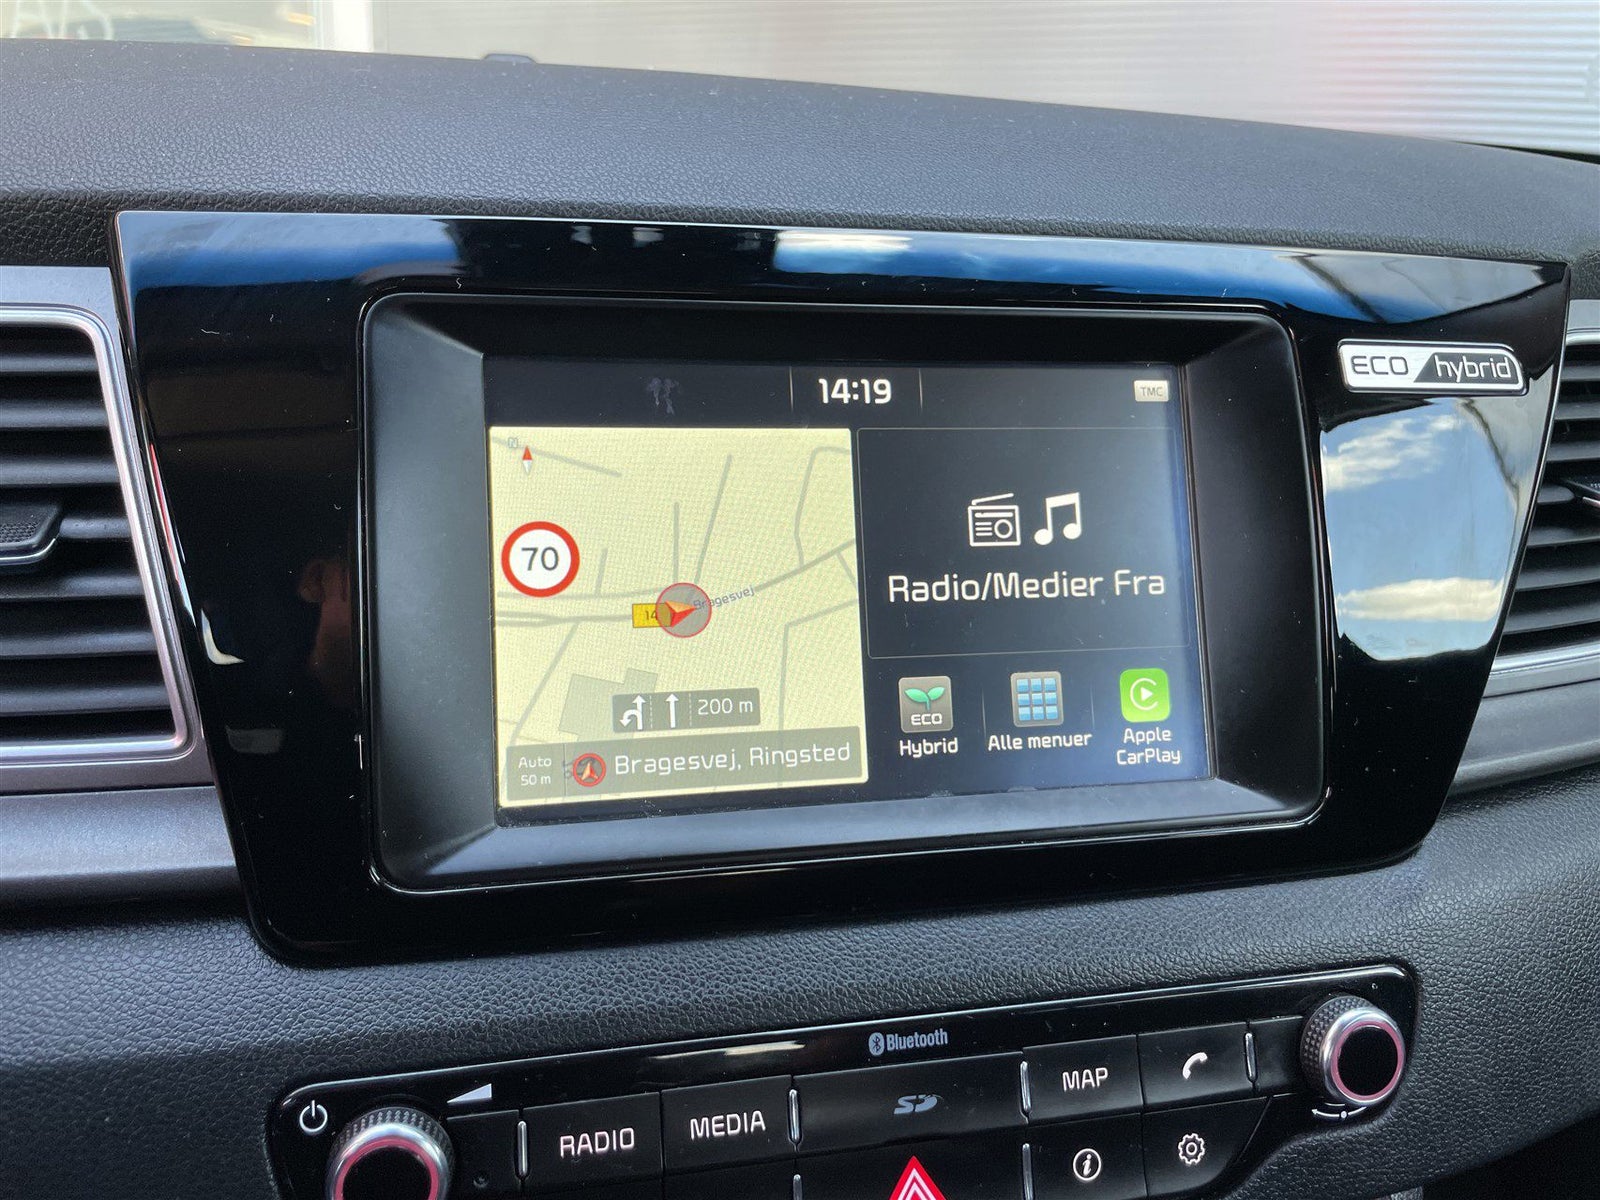 ECO hybrid
14:19
TMC
N
70
14
Bragesvej
200 m
Auto
50 m
Bragesvej, Ringsted
Radio/Medier Fra
ECO
Hybrid
Alle menuer
Apple
CarPlay
Bluetooth
RADIO
MEDIA
SD
MAP
i